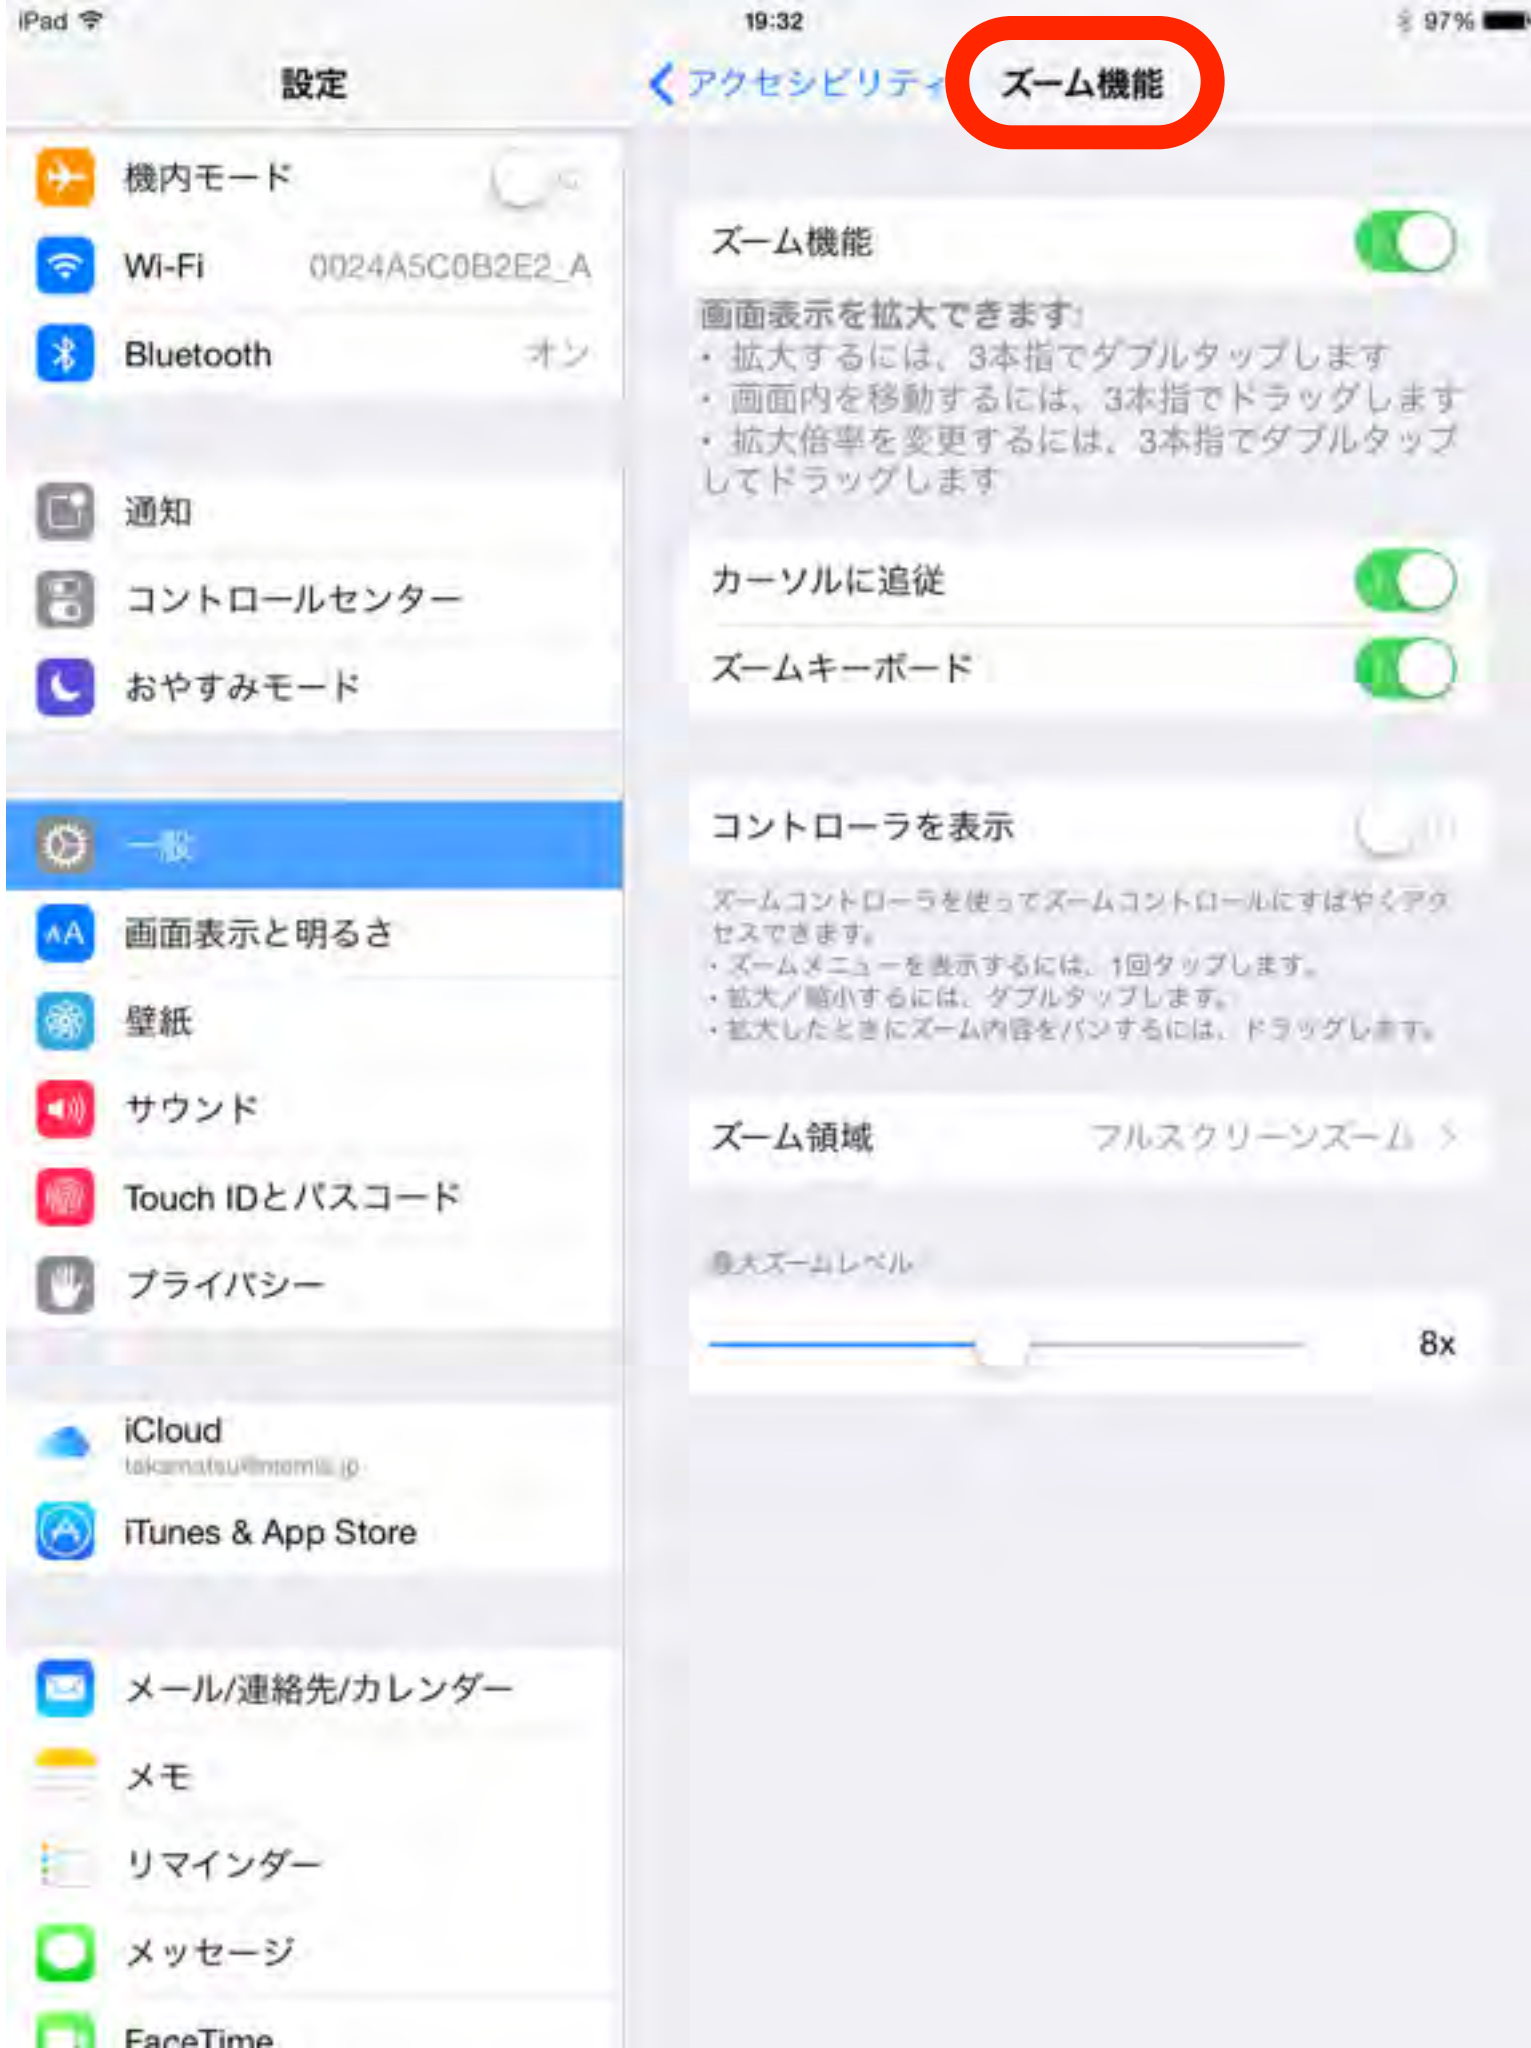 iPad
19:32
97%
設定
アクセシビリティ
ズーム機能
機内モード
Wi-Fi 0024A5C0B2E2_A
Bluetooth オン
通知
コントロールセンター
おやすみモード
一般
画面表示と明るさ
壁紙
サウンド
Touch IDとパスコード
プライバシー
iCloud
iTunes & App Store
メール/連絡先/カレンダー
メモ
リマインダー
メッセージ
FaceTime
ズーム機能
画面表示を拡大できます:
・ 拡大するには、3本指でダブルタップします
・ 画面内を移動するには、3本指でドラッグします
・ 拡大倍率を変更するには、3本指でダブルタップ
してドラッグします
カーソルに追従
ズームキーボード
コントローラを表示
ズームコントローラを使ってズームコントロールにすばやくアク
セスできます。
・ズームメニューを表示するには、1回タップします。
・拡大／縮小するには、ダブルタップします。
・拡大したときにズーム内容をパンするには、ドラッグします。
ズーム領域 フルスクリーンズーム
最大ズームレベル
8x